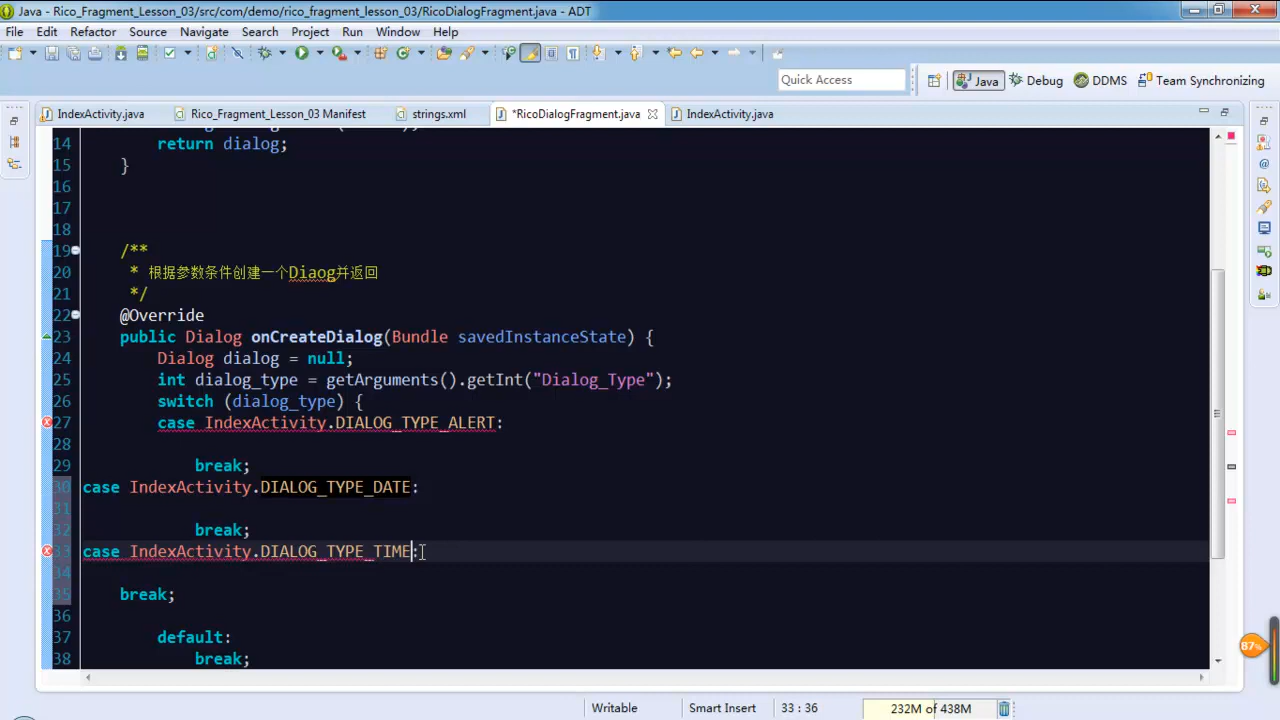 Java - Rico_Fragment_Lesson_03/src/com/demo/rico_fragment_lesson_03/RicoDialogFragment.java - ADT
File Edit Refactor Source Navigate Search Project Run Window Help
Quick Access
Java Debug DDMS Team Synchronizing
IndexActivity.java Rico_Fragment_Lesson_03 Manifest strings.xml *RicoDialogFragment.java IndexActivity.java
14 return dialog;
15 }
16
17
18
19 /**
20 * 根据参数条件创建一个Diaog并返回
21 */
22 @Override
23 public Dialog onCreateDialog(Bundle savedInstanceState) {
24 Dialog dialog = null;
25 int dialog_type = getArguments().getInt("Dialog_Type");
26 switch (dialog_type) {
27 case IndexActivity.DIALOG_TYPE_ALERT:
28
29 break;
30 case IndexActivity.DIALOG_TYPE_DATE:
31
32 break;
33 case IndexActivity.DIALOG_TYPE_TIME:
34
35 break;
36
37 default:
38 break;
87%
Writable Smart Insert 33 : 36 232M of 438M